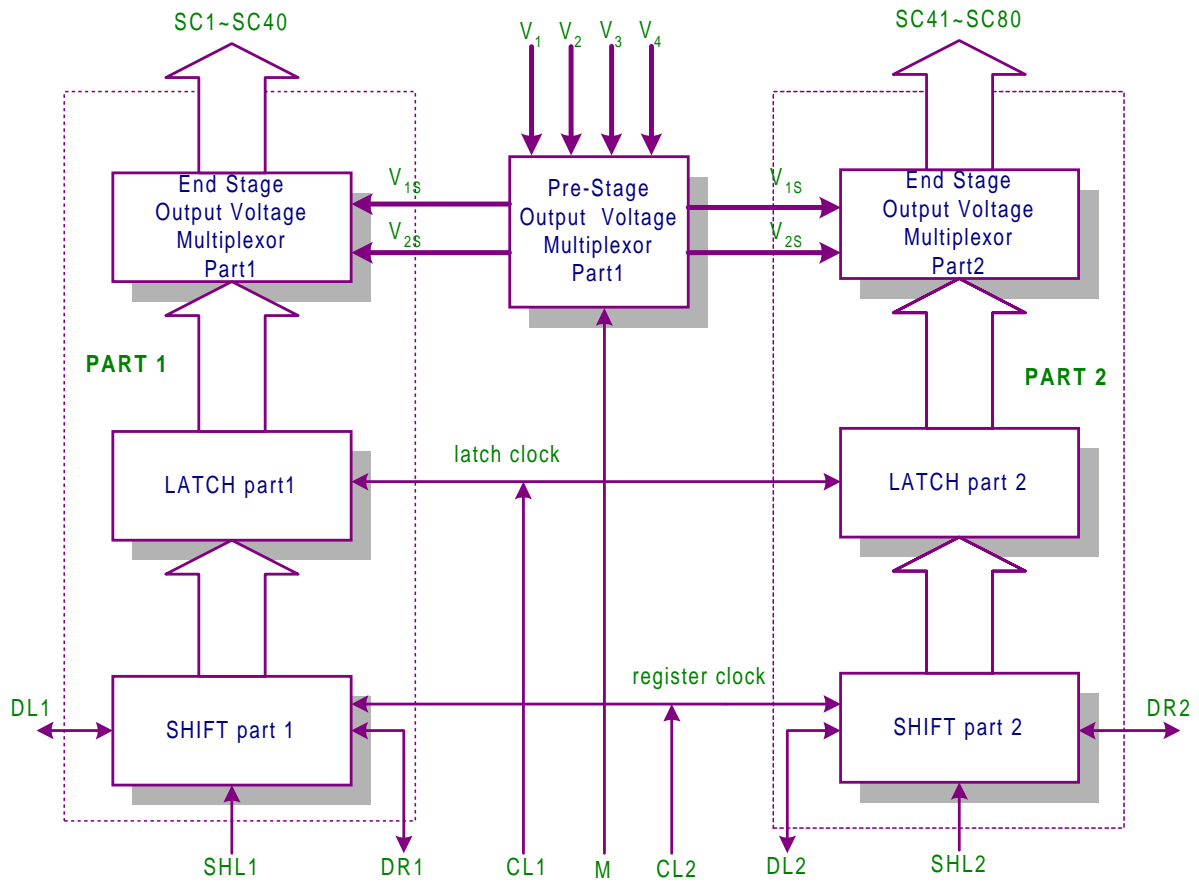 SC1~SC40
V1
V2
V3
V4
SC41~SC80
End Stage
Output Voltage
Multiplexor
Part1
V1S
V2S
Pre-Stage
Output Voltage
Multiplexor
Part1
V1S
V2S
End Stage
Output Voltage
Multiplexor
Part2
PART 1
PART 2
LATCH part1
latch clock
LATCH part 2
register clock
DL1
SHIFT part 1
SHIFT part 2
DR2
SHL1
DR1
CL1
M
CL2
DL2
SHL2